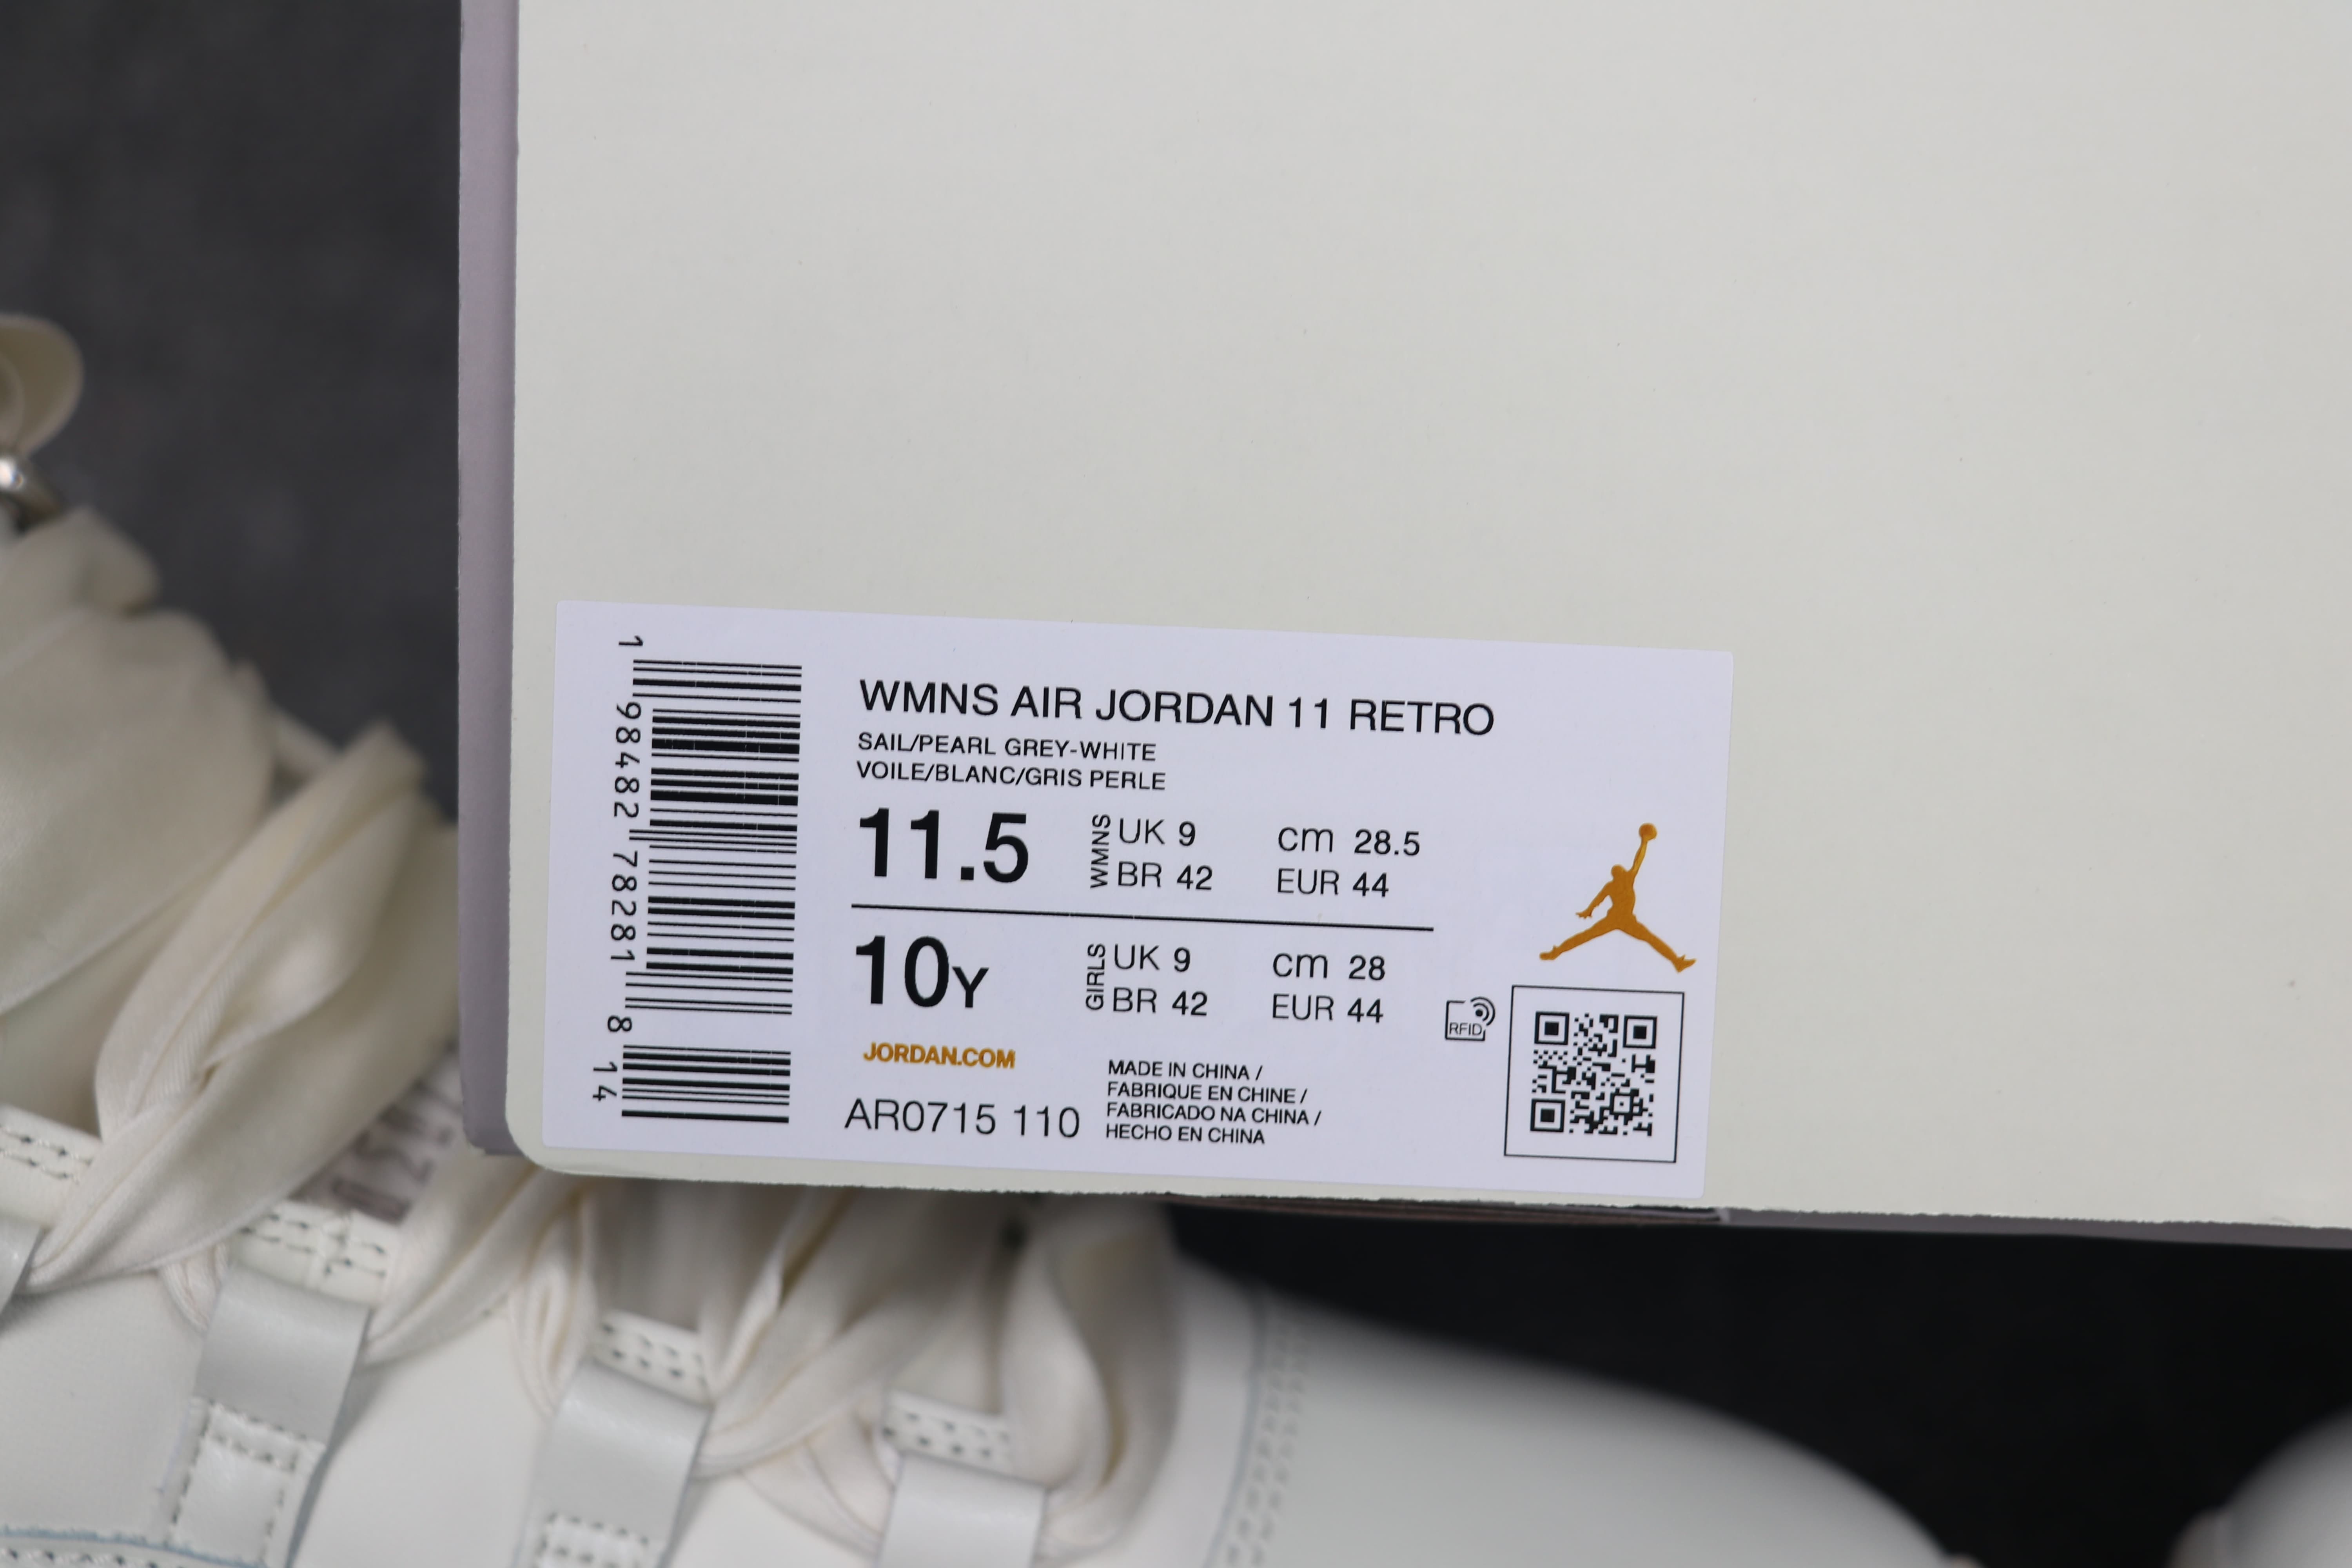 1 98482 78281 8 14
WMNS AIR JORDAN 11 RETRO
SAIL/PEARL GREY-WHITE
VOILE/BLANC/GRIS PERLE
11.5 WMNS UK 9 cm 28.5
BR 42 EUR 44
10Y GIRLS UK 9 cm 28
BR 42 EUR 44
RFID
JORDAN.COM
AR0715 110
MADE IN CHINA /
FABRIQUE EN CHINE /
FABRICADO NA CHINA /
HECHO EN CHINA